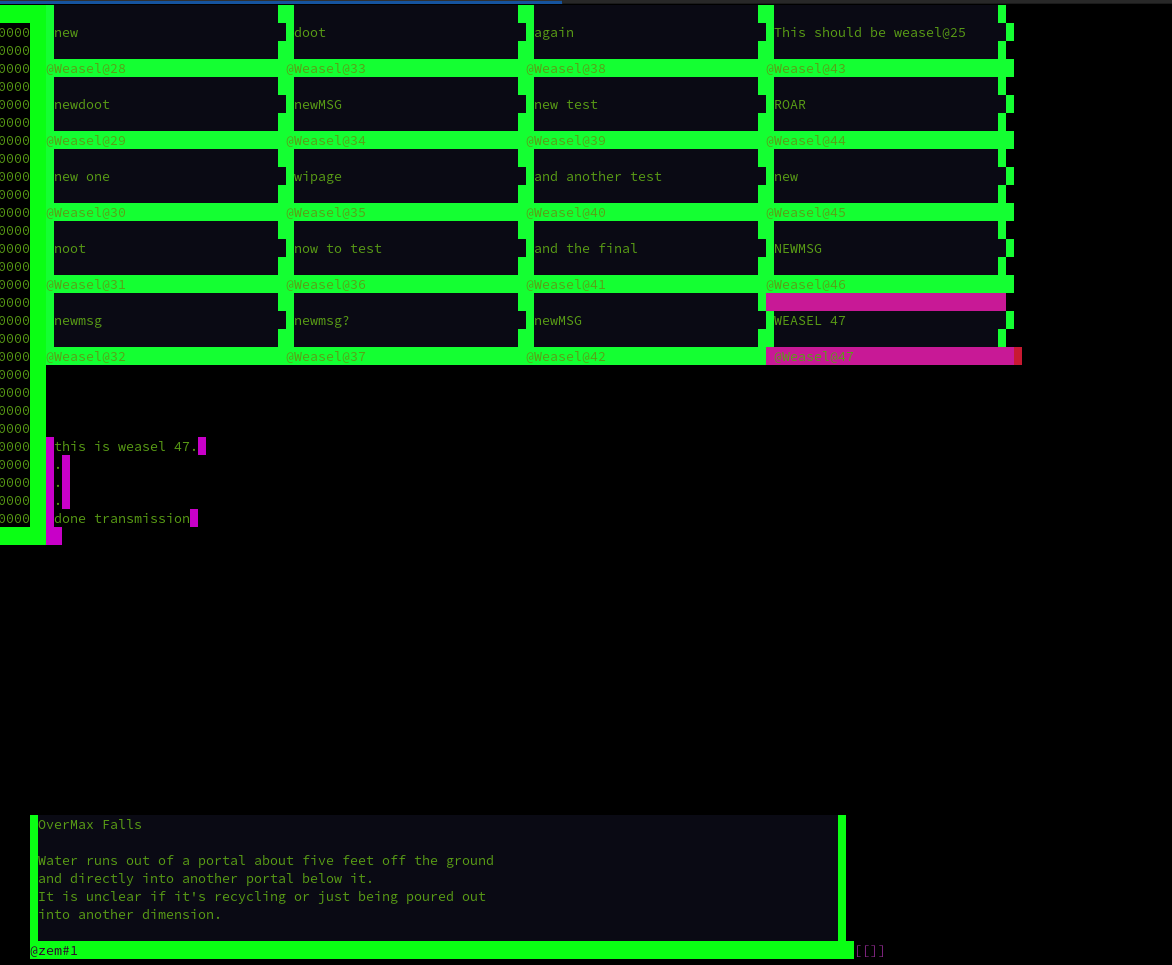 0000 new doot again This should be weasel@25
0000
0000 @Weasel@28 @Weasel@33 @Weasel@38 @Weasel@43
0000
0000 newdoot newMSG new test ROAR
0000
0000 @Weasel@29 @Weasel@34 @Weasel@39 @Weasel@44
0000
0000 new one wipage and another test new
0000
0000 @Weasel@30 @Weasel@35 @Weasel@40 @Weasel@45
0000
0000 noot now to test and the final NEWMSG
0000
0000 @Weasel@31 @Weasel@36 @Weasel@41 @Weasel@46
0000
0000 newmsg newmsg? newMSG WEASEL 47
0000
0000 @Weasel@32 @Weasel@37 @Weasel@42 @Weasel@47
0000
0000
0000
0000
0000 this is weasel 47.
0000 .
0000 .
0000 .
0000 done transmission
OverMax Falls
Water runs out of a portal about five feet off the ground
and directly into another portal below it.
It is unclear if it's recycling or just being poured out
into another dimension.
@zem#1 [[]]